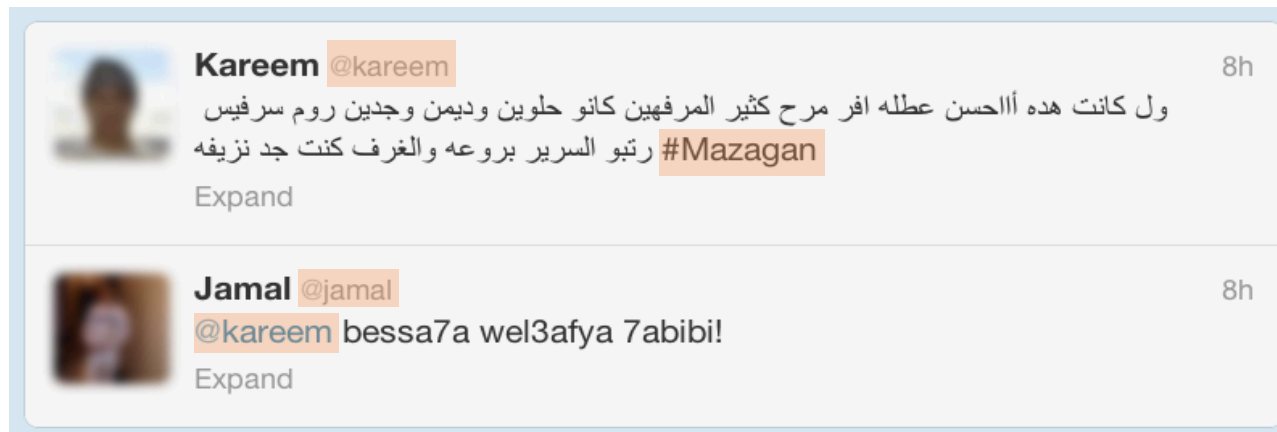 Kareem @kareem 8h
ول كانت هده أااحسن عطله افر مرح كثير المرفهين كانو حلوين وديمن وجدين روم سرفيس
رتبو السرير بروعه والغرف كنت جد نزيفه #Mazagan
Expand
Jamal @jamal 8h
@kareem bessa7a wel3afya 7abibi!
Expand